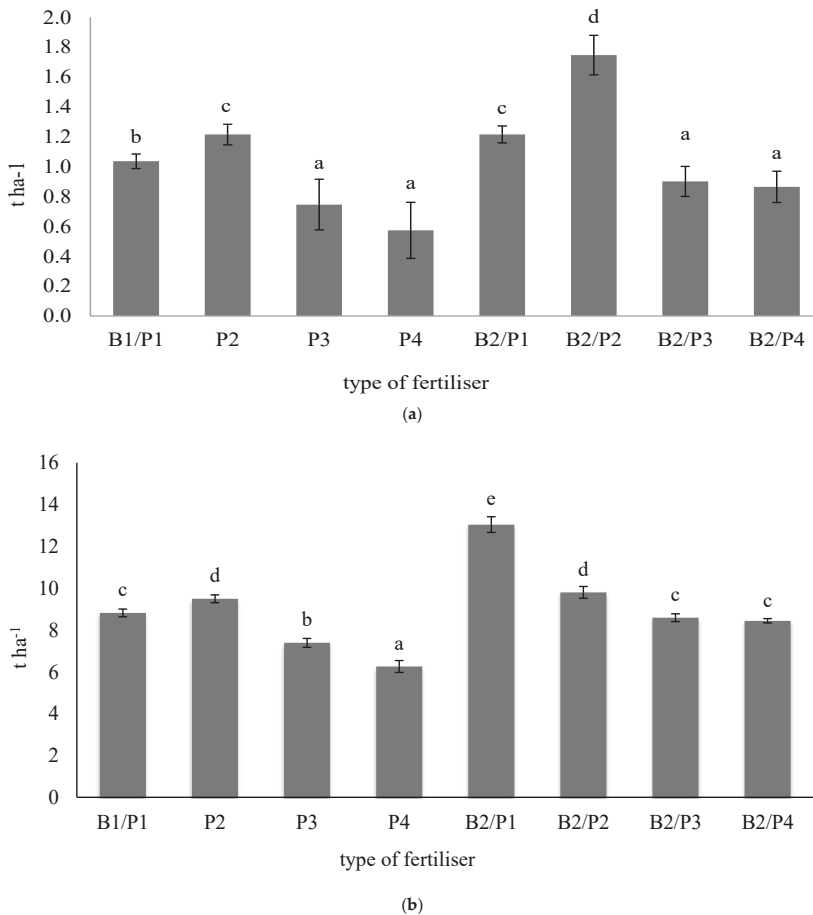 2.0
d
1.8
1.6
1.4
c
c
b
1.2
a
a
1.0
a
a
0.8
0.6
0.4
0.2
0.0
t ha-1
B1/P1 P2 P3 P4 B2/P1 B2/P2 B2/P3 B2/P4
type of fertiliser
(a)
16
e
14
12
d
d
10
c
c
c
b
8
a
6
4
2
0
t ha⁻¹
B1/P1 P2 P3 P4 B2/P1 B2/P2 B2/P3 B2/P4
type of fertiliser
(b)